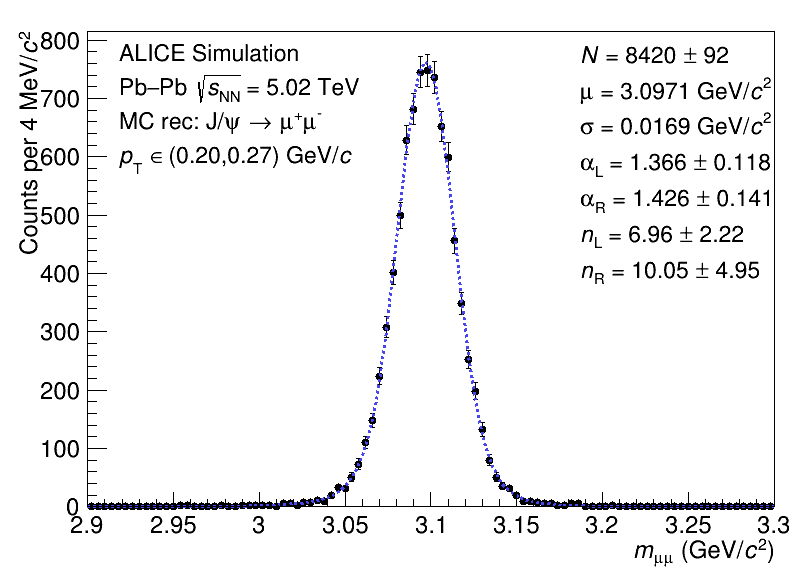 Counts per 4 MeV/c²
800
700
600
500
400
300
200
100
0
ALICE Simulation
Pb–Pb √sNN = 5.02 TeV
MC rec: J/ψ → μ⁺μ⁻
pT ∈ (0.20,0.27) GeV/c
N = 8420 ± 92
μ = 3.0971 GeV/c²
σ = 0.0169 GeV/c²
αL = 1.366 ± 0.118
αR = 1.426 ± 0.141
nL = 6.96 ± 2.22
nR = 10.05 ± 4.95
2.9 2.95 3 3.05 3.1 3.15 3.2 3.25 3.3
mμμ (GeV/c²)